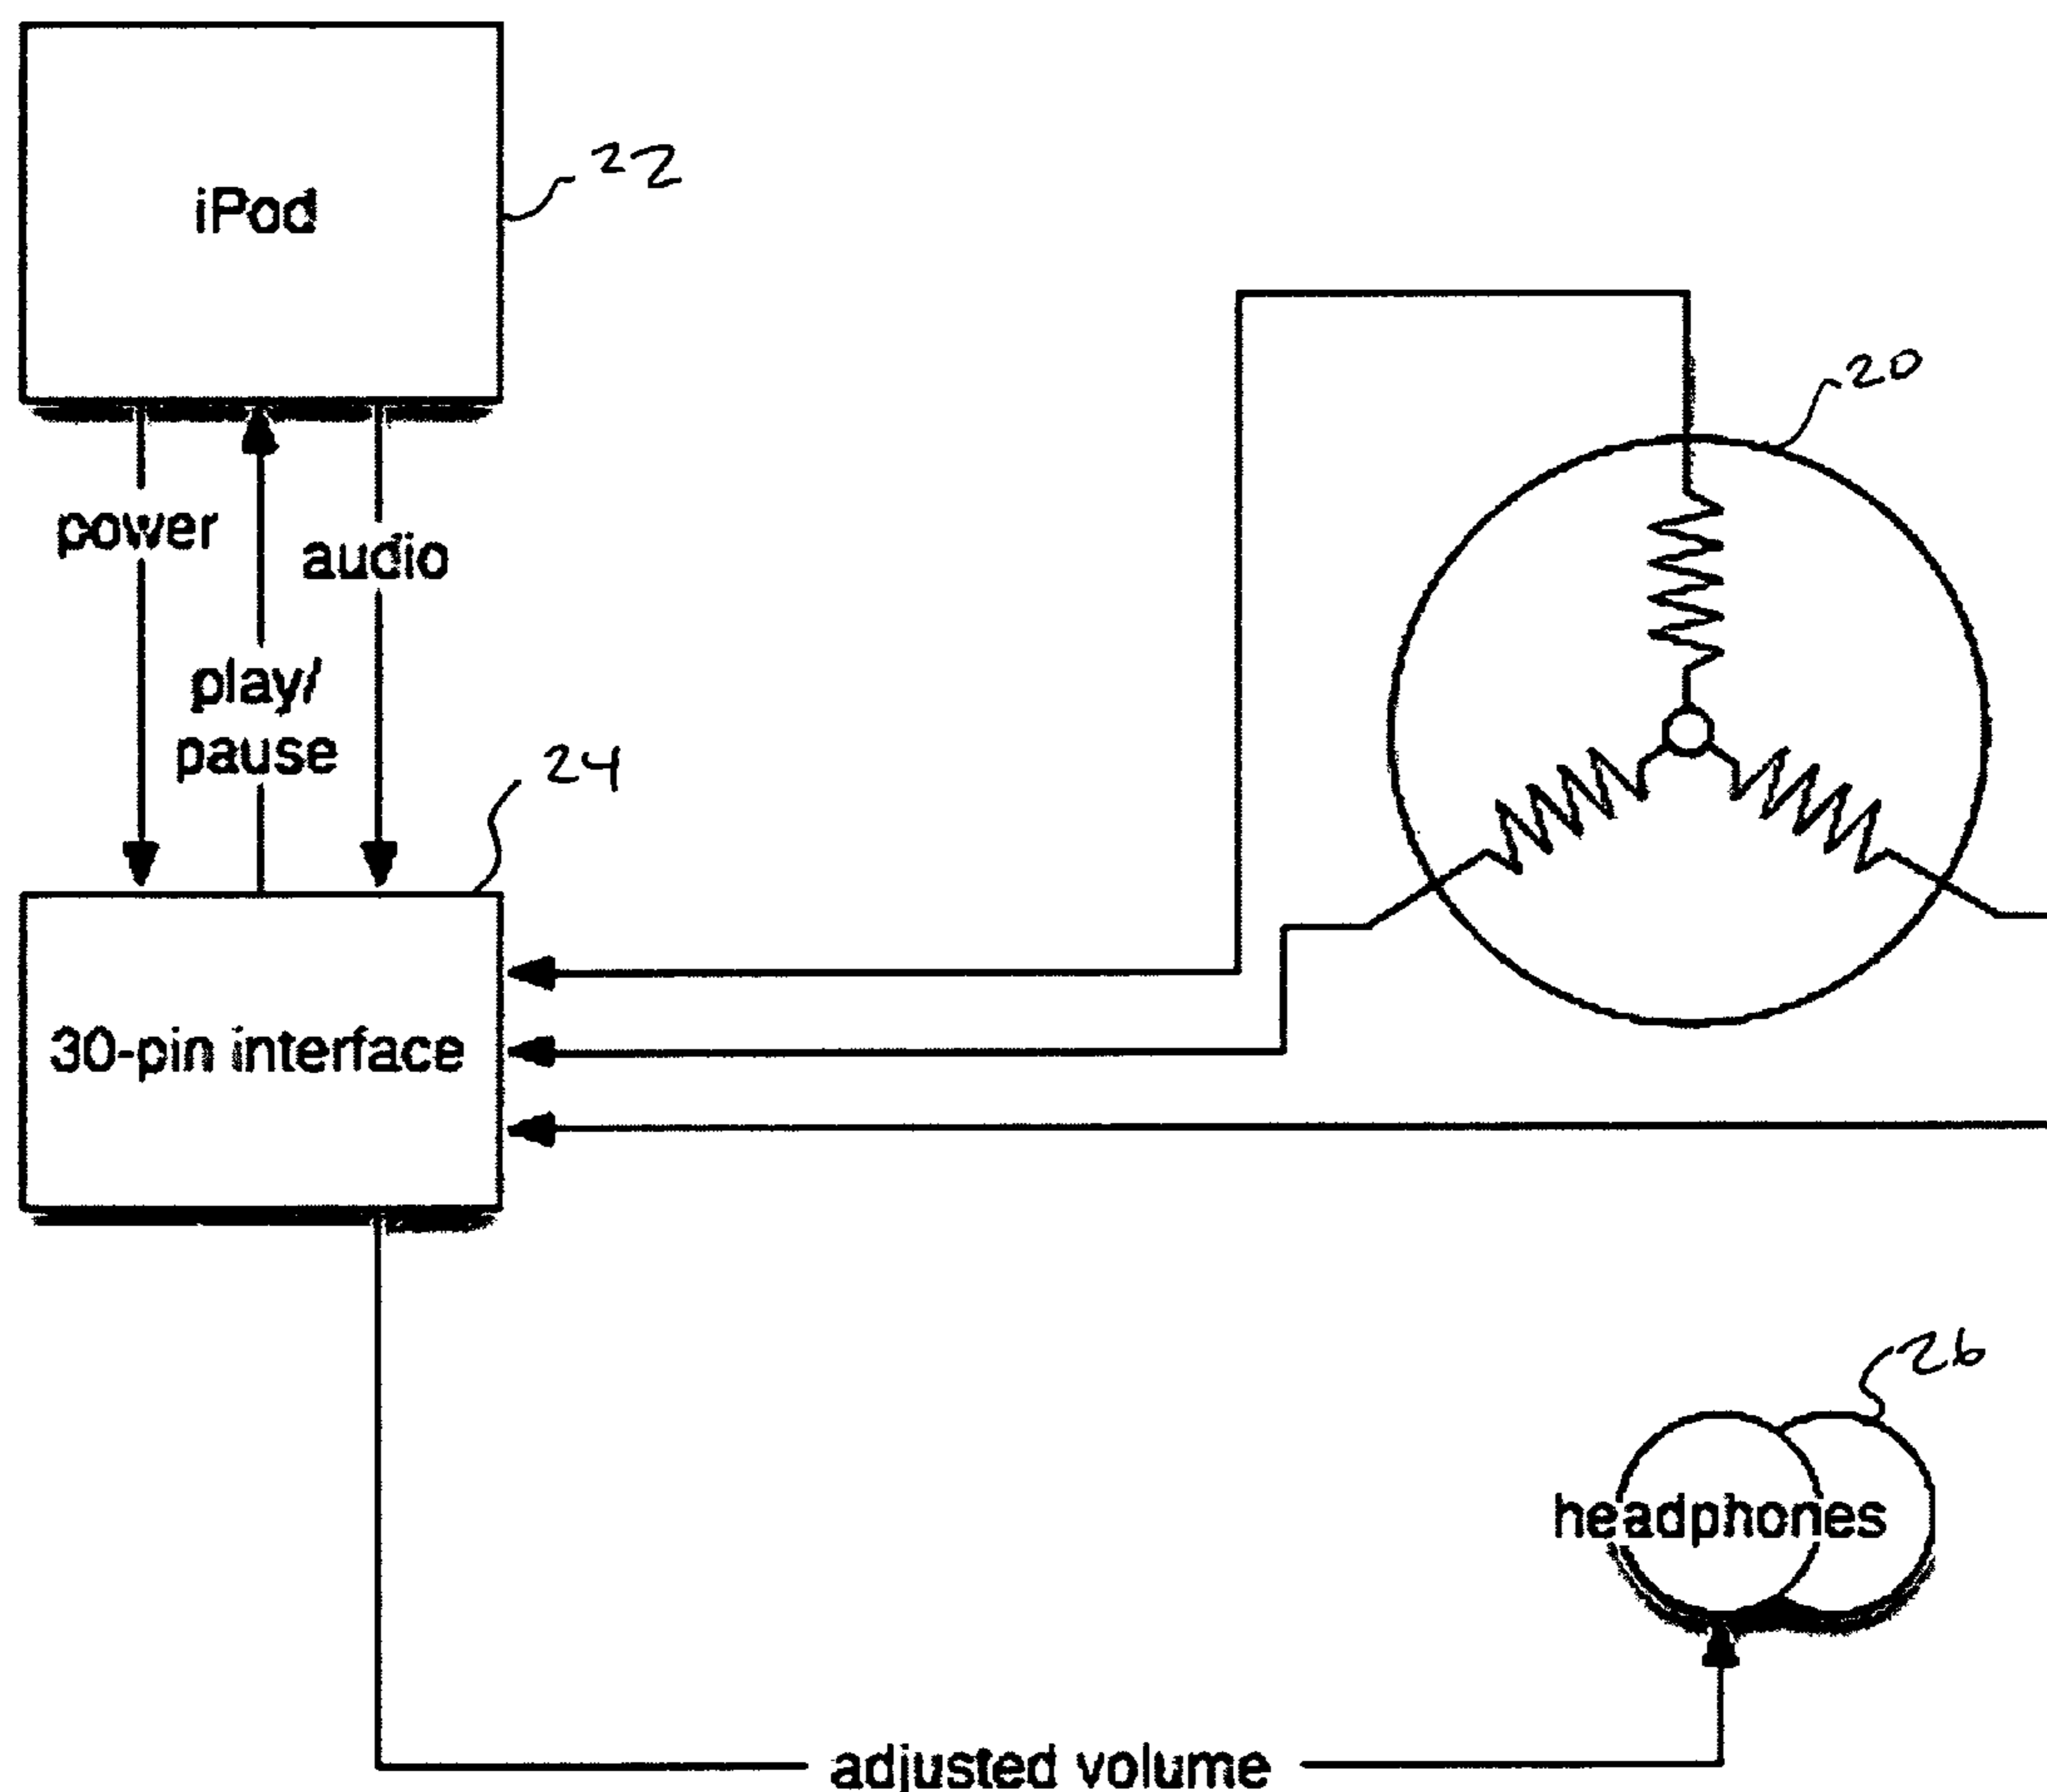 iPod
22
20
power
audio
play/
pause
24
30-pin interface
26
headphones
adjusted volume